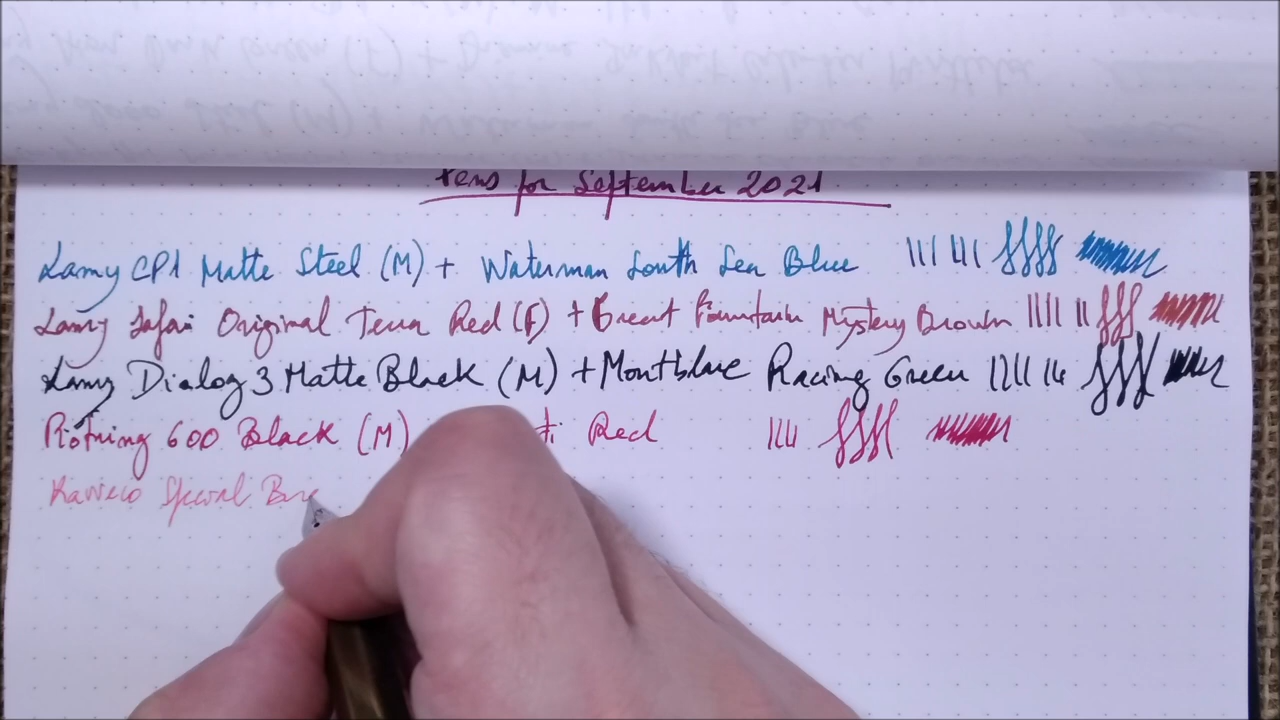 Pens for September 2021
Lamy CP1 Matte Steel (M) + Waterman South Sea Blue
Lamy Safari Original Terra Red (F) + Great Fountain Mystery Brown
Lamy Dialog 3 Matte Black (M) + Montblanc Racing Green
Rotring 600 Black (M) Red
Kaweco Special